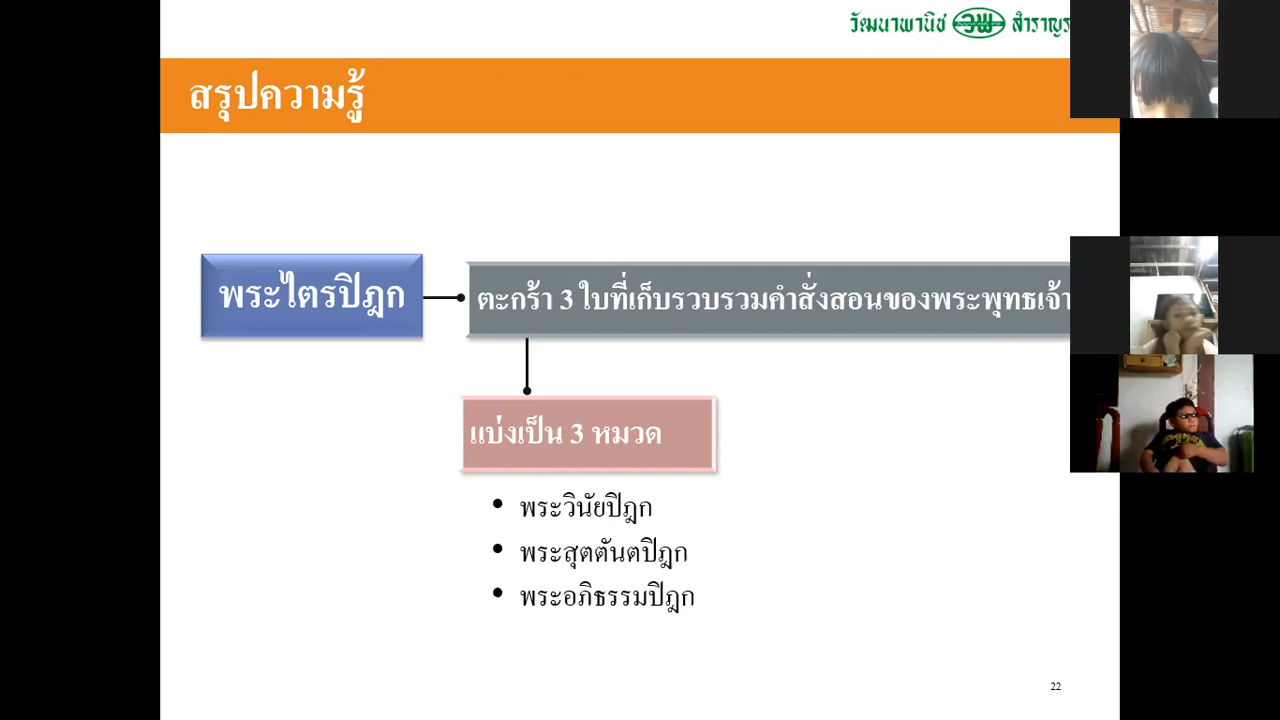 วัฒนาพานิช วพ สำราญร
สรุปความรู้
พระไตรปิฎก
ตะกร้า 3 ใบที่เก็บรวบรวมคำสั่งสอนของพระพุทธเจ้า
แบ่งเป็น 3 หมวด
• พระวินัยปิฎก
• พระสุตตันตปิฎก
• พระอภิธรรมปิฎก
22